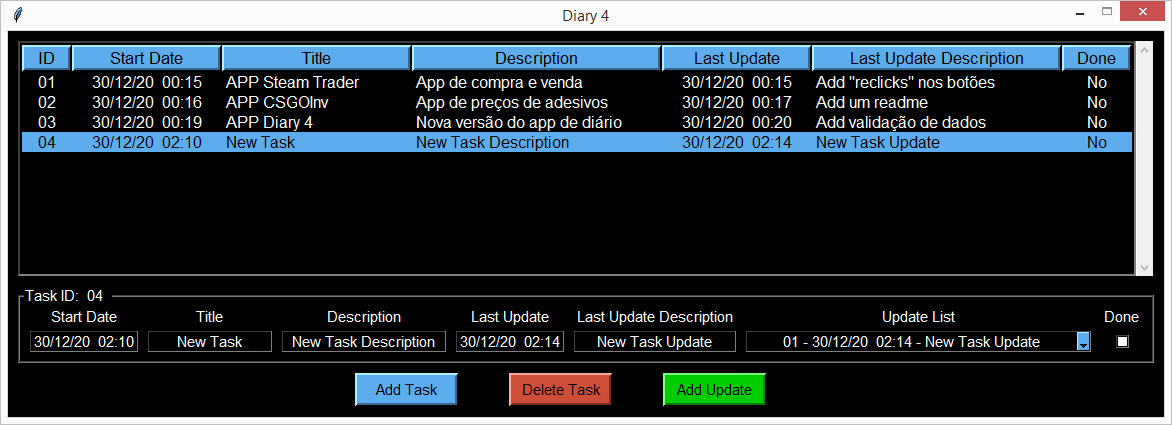 Diary 4
ID Start Date Title Description Last Update Last Update Description Done
01 30/12/20 00:15 APP Steam Trader App de compra e venda 30/12/20 00:15 Add "reclicks" nos botões No
02 30/12/20 00:16 APP CSGOInv App de preços de adesivos 30/12/20 00:17 Add um readme No
03 30/12/20 00:19 APP Diary 4 Nova versão do app de diário 30/12/20 00:20 Add validação de dados No
04 30/12/20 02:10 New Task New Task Description 30/12/20 02:14 New Task Update No
Task ID: 04
Start Date Title Description Last Update Last Update Description Update List Done
30/12/20 02:10 New Task New Task Description 30/12/20 02:14 New Task Update 01 - 30/12/20 02:14 - New Task Update
Add Task Delete Task Add Update